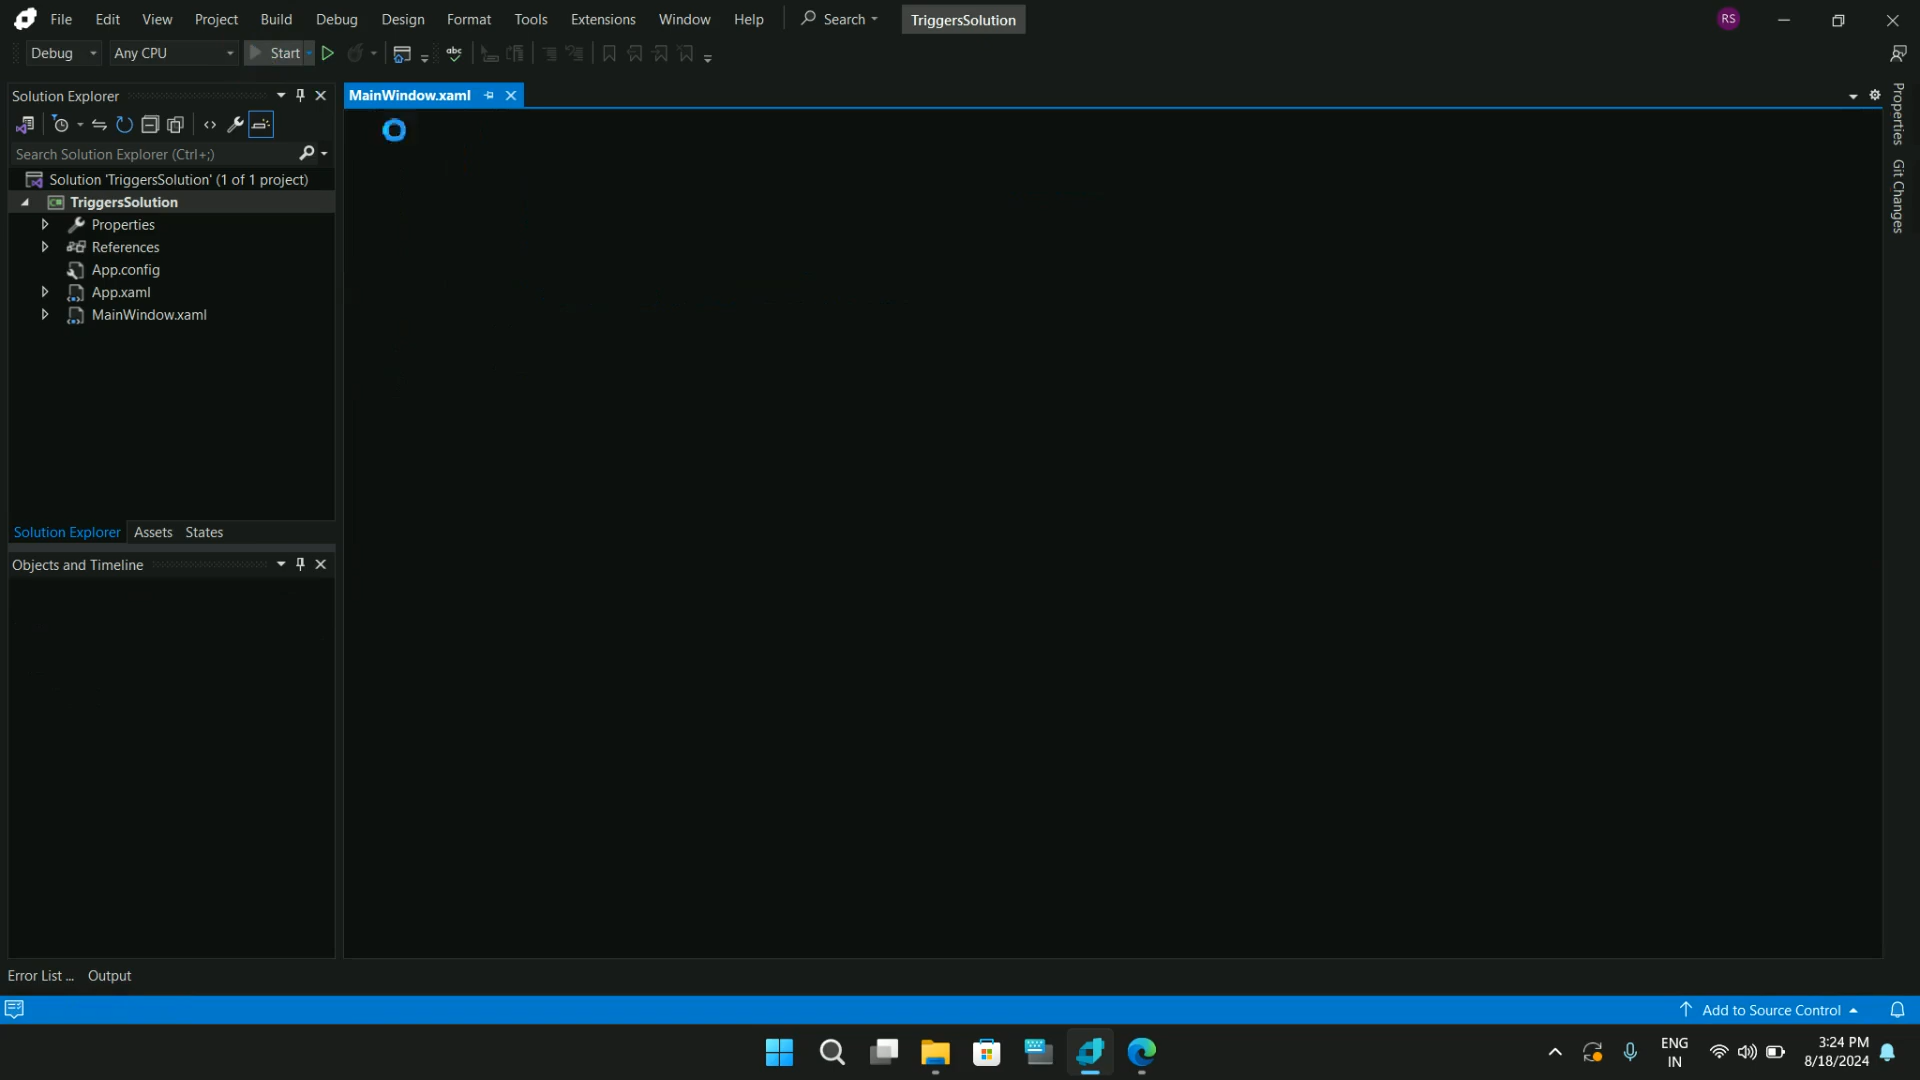 File Edit View Project Build Debug Design Format Tools Extensions Window Help Search TriggersSolution RS
Debug Any CPU Start abc
Solution Explorer
MainWindow.xaml
Search Solution Explorer (Ctrl+;)
Solution 'TriggersSolution' (1 of 1 project)
C# TriggersSolution
Properties
References
App.config
App.xaml
MainWindow.xaml
Solution Explorer Assets States
Objects and Timeline
Properties
Git Changes
Error List ... Output
Add to Source Control
ENG
IN
3:24 PM
8/18/2024